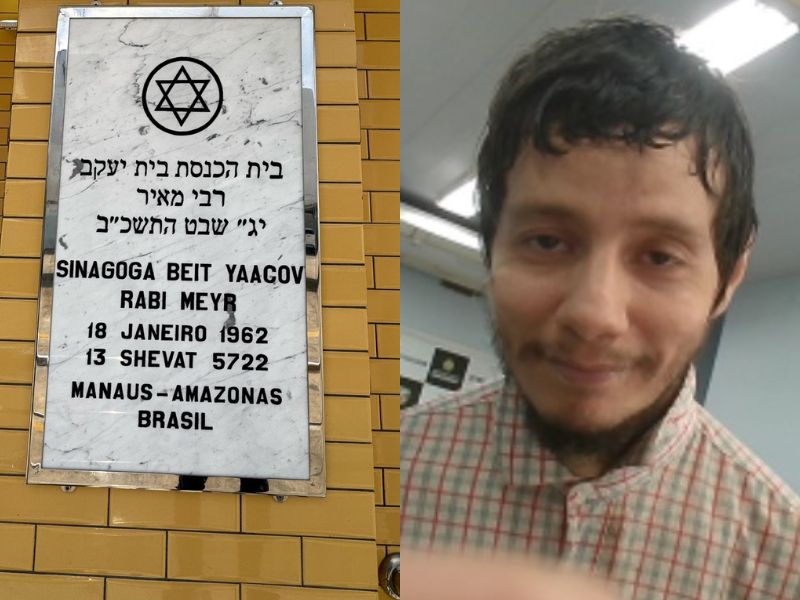 בית הכנסת בית יעקב
רבי מאיר
יג״ שבט התשכ״ב
SINAGOGA BEIT YAACOV
RABI MEYR
18 JANEIRO 1962
13 SHEVAT 5722
MANAUS-AMAZONAS
BRASIL